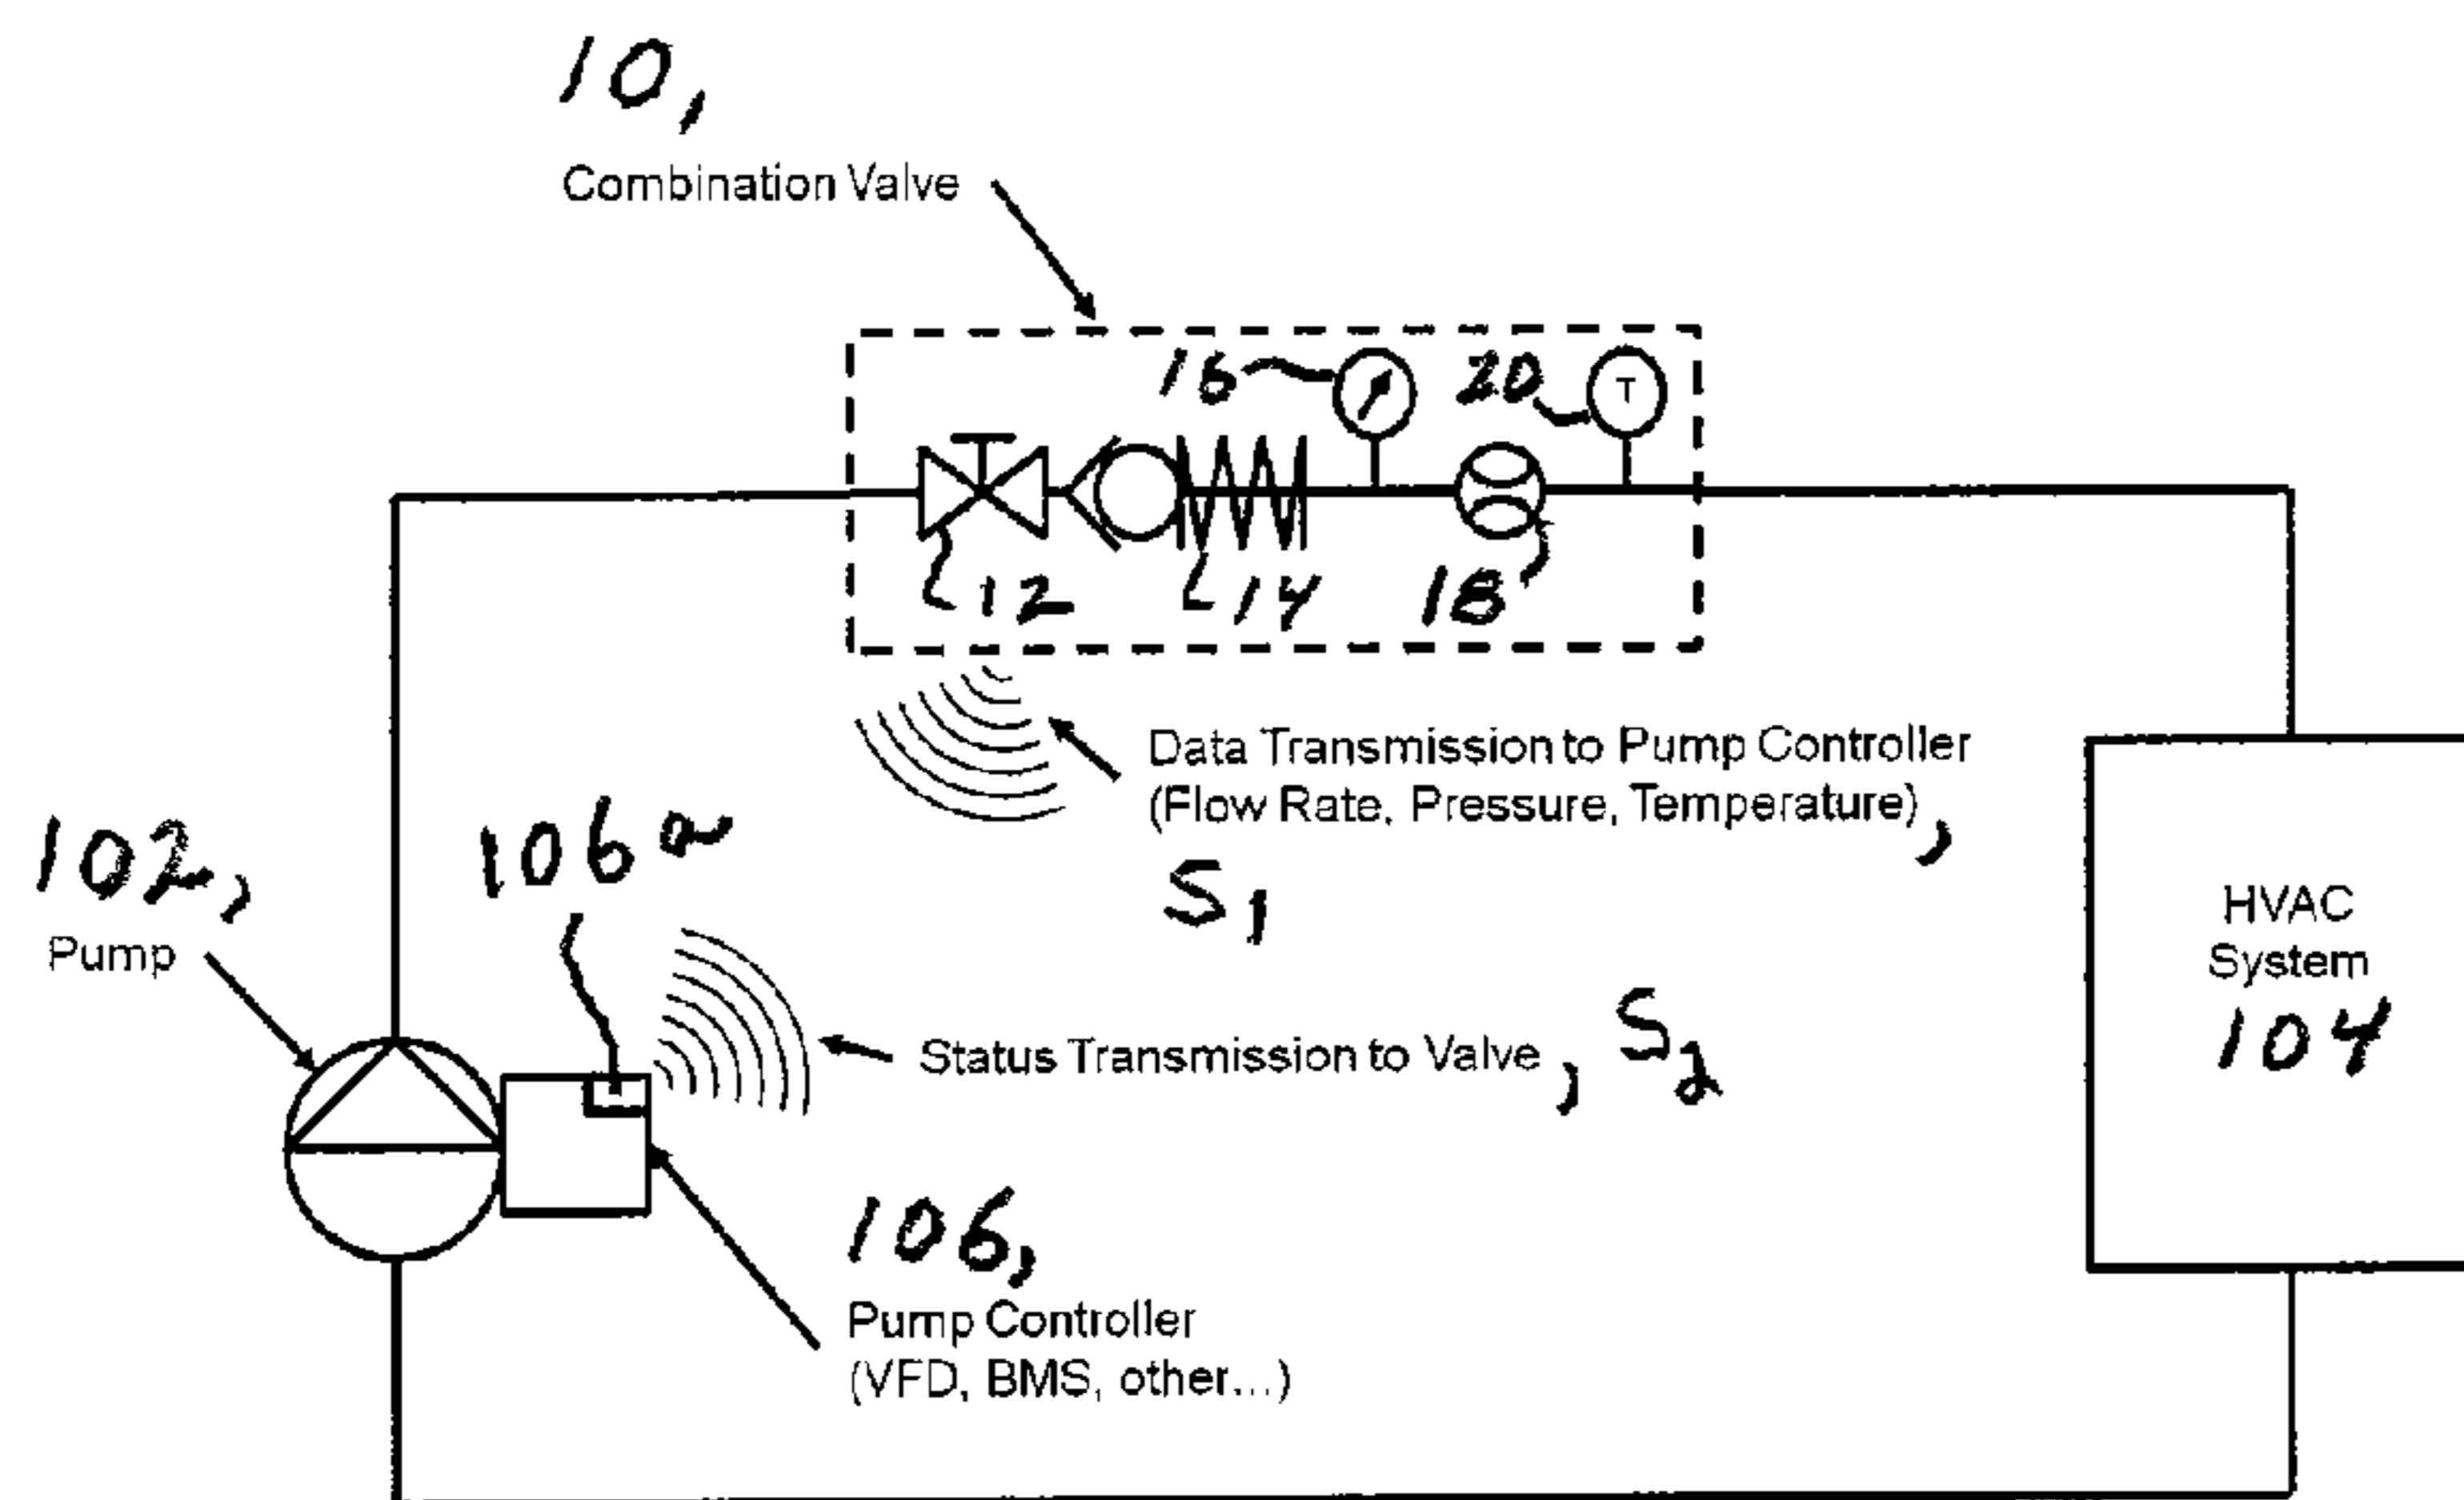 10,
Combination Valve
16
20
T
12
14
18
Data Transmission to Pump Controller
(Flow Rate, Pressure, Temperature),
S1
102,
Pump
106a
HVAC
System
104
Status Transmission to Valve, S2
106,
Pump Controller
(VFD, BMS, other...)